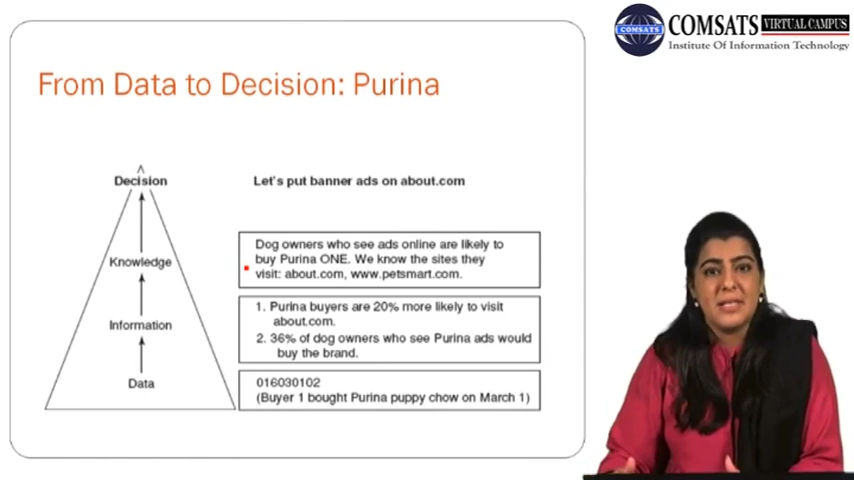 COMSATS VIRTUAL CAMPUS
COMSATS
Institute Of Information Technology
From Data to Decision: Purina
Decision
Let's put banner ads on about.com
Knowledge
Dog owners who see ads online are likely to
buy Purina ONE. We know the sites they
visit: about.com, www.petsmart.com.
Information
1. Purina buyers are 20% more likely to visit
about.com.
2. 36% of dog owners who see Purina ads would
buy the brand.
Data
016030102
(Buyer 1 bought Purina puppy chow on March 1)